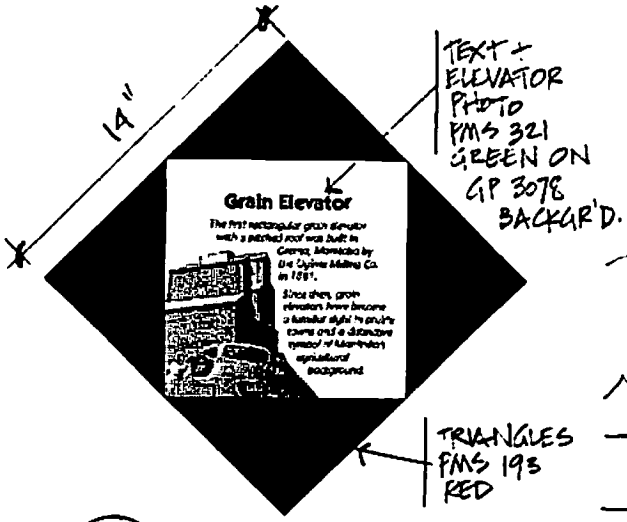 14"
TEXT +
ELEVATOR
PHOTO
PMS 321
GREEN ON
GP 3078
BACKGR'D.
Grain Elevator
The first rectangular grain elevator
with a pitched roof was built in
Gretna, Manitoba by
the Ogilvie Milling Co.
in 1881.
Since then, grain
elevators have become
a familiar sight in prairie
towns and a distinctive
symbol of Manitoba's
agricultural
background.
TRIANGLES
PMS 193
RED